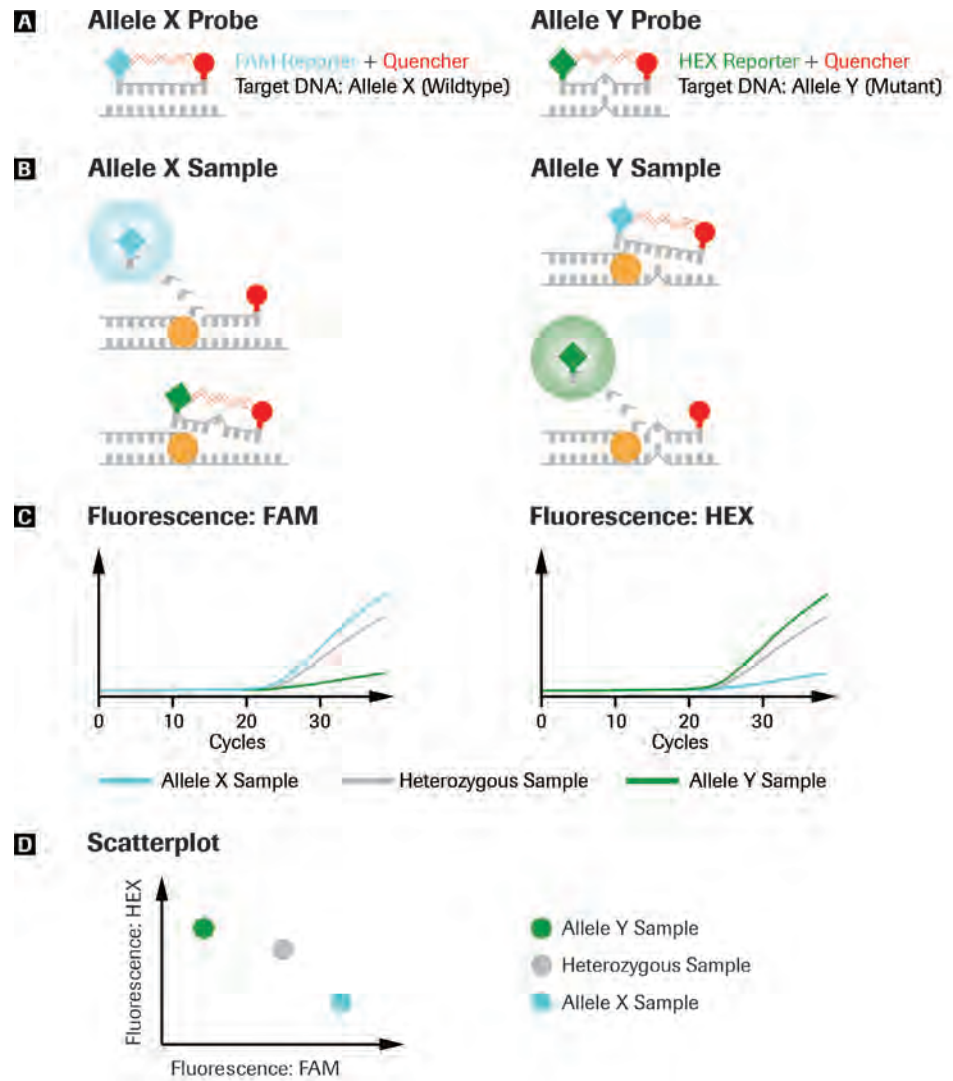 A
Allele X Probe
FAM Reporter + Quencher
Target DNA: Allele X (Wildtype)
Allele Y Probe
HEX Reporter + Quencher
Target DNA: Allele Y (Mutant)
B
Allele X Sample
Allele Y Sample
C
Fluorescence: FAM
0 10 20 30
Cycles
Fluorescence: HEX
0 10 20 30
Cycles
Allele X Sample
Heterozygous Sample
Allele Y Sample
D
Scatterplot
Fluorescence: HEX
Fluorescence: FAM
Allele Y Sample
Heterozygous Sample
Allele X Sample